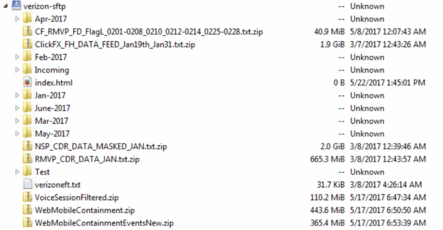 verizon-sftp -- Unknown
Apr-2017 -- Unknown
CF_RMVP_FD_FlagL_0201-0208_0210_0212-0214_0225-0228.txt.zip 40.9 MiB 5/8/2017 12:07:43 AM
ClickFX_FH_DATA_FEED_Jan19th_Jan31.txt.zip 1.9 GiB 3/7/2017 12:43:26 AM
Feb-2017 -- Unknown
Incoming -- Unknown
index.html 0 B 5/22/2017 1:45:01 PM
Jan-2017 -- Unknown
June-2017 -- Unknown
Mar-2017 -- Unknown
May-2017 -- Unknown
NSP_CDR_DATA_MASKED_JAN.txt.zip 2.0 GiB 3/8/2017 12:39:46 AM
RMVP_CDR_DATA_JAN.txt.zip 665.3 MiB 3/8/2017 12:43:57 AM
Test -- Unknown
verizoneft.txt 31.7 KiB 3/8/2017 4:26:14 AM
VoiceSessionFiltered.zip 110.2 MiB 5/17/2017 6:47:34 AM
WebMobileContainment.zip 443.6 MiB 5/17/2017 6:50:50 AM
WebMobileContainmentEventsNew.zip 365.4 MiB 5/17/2017 6:53:39 AM